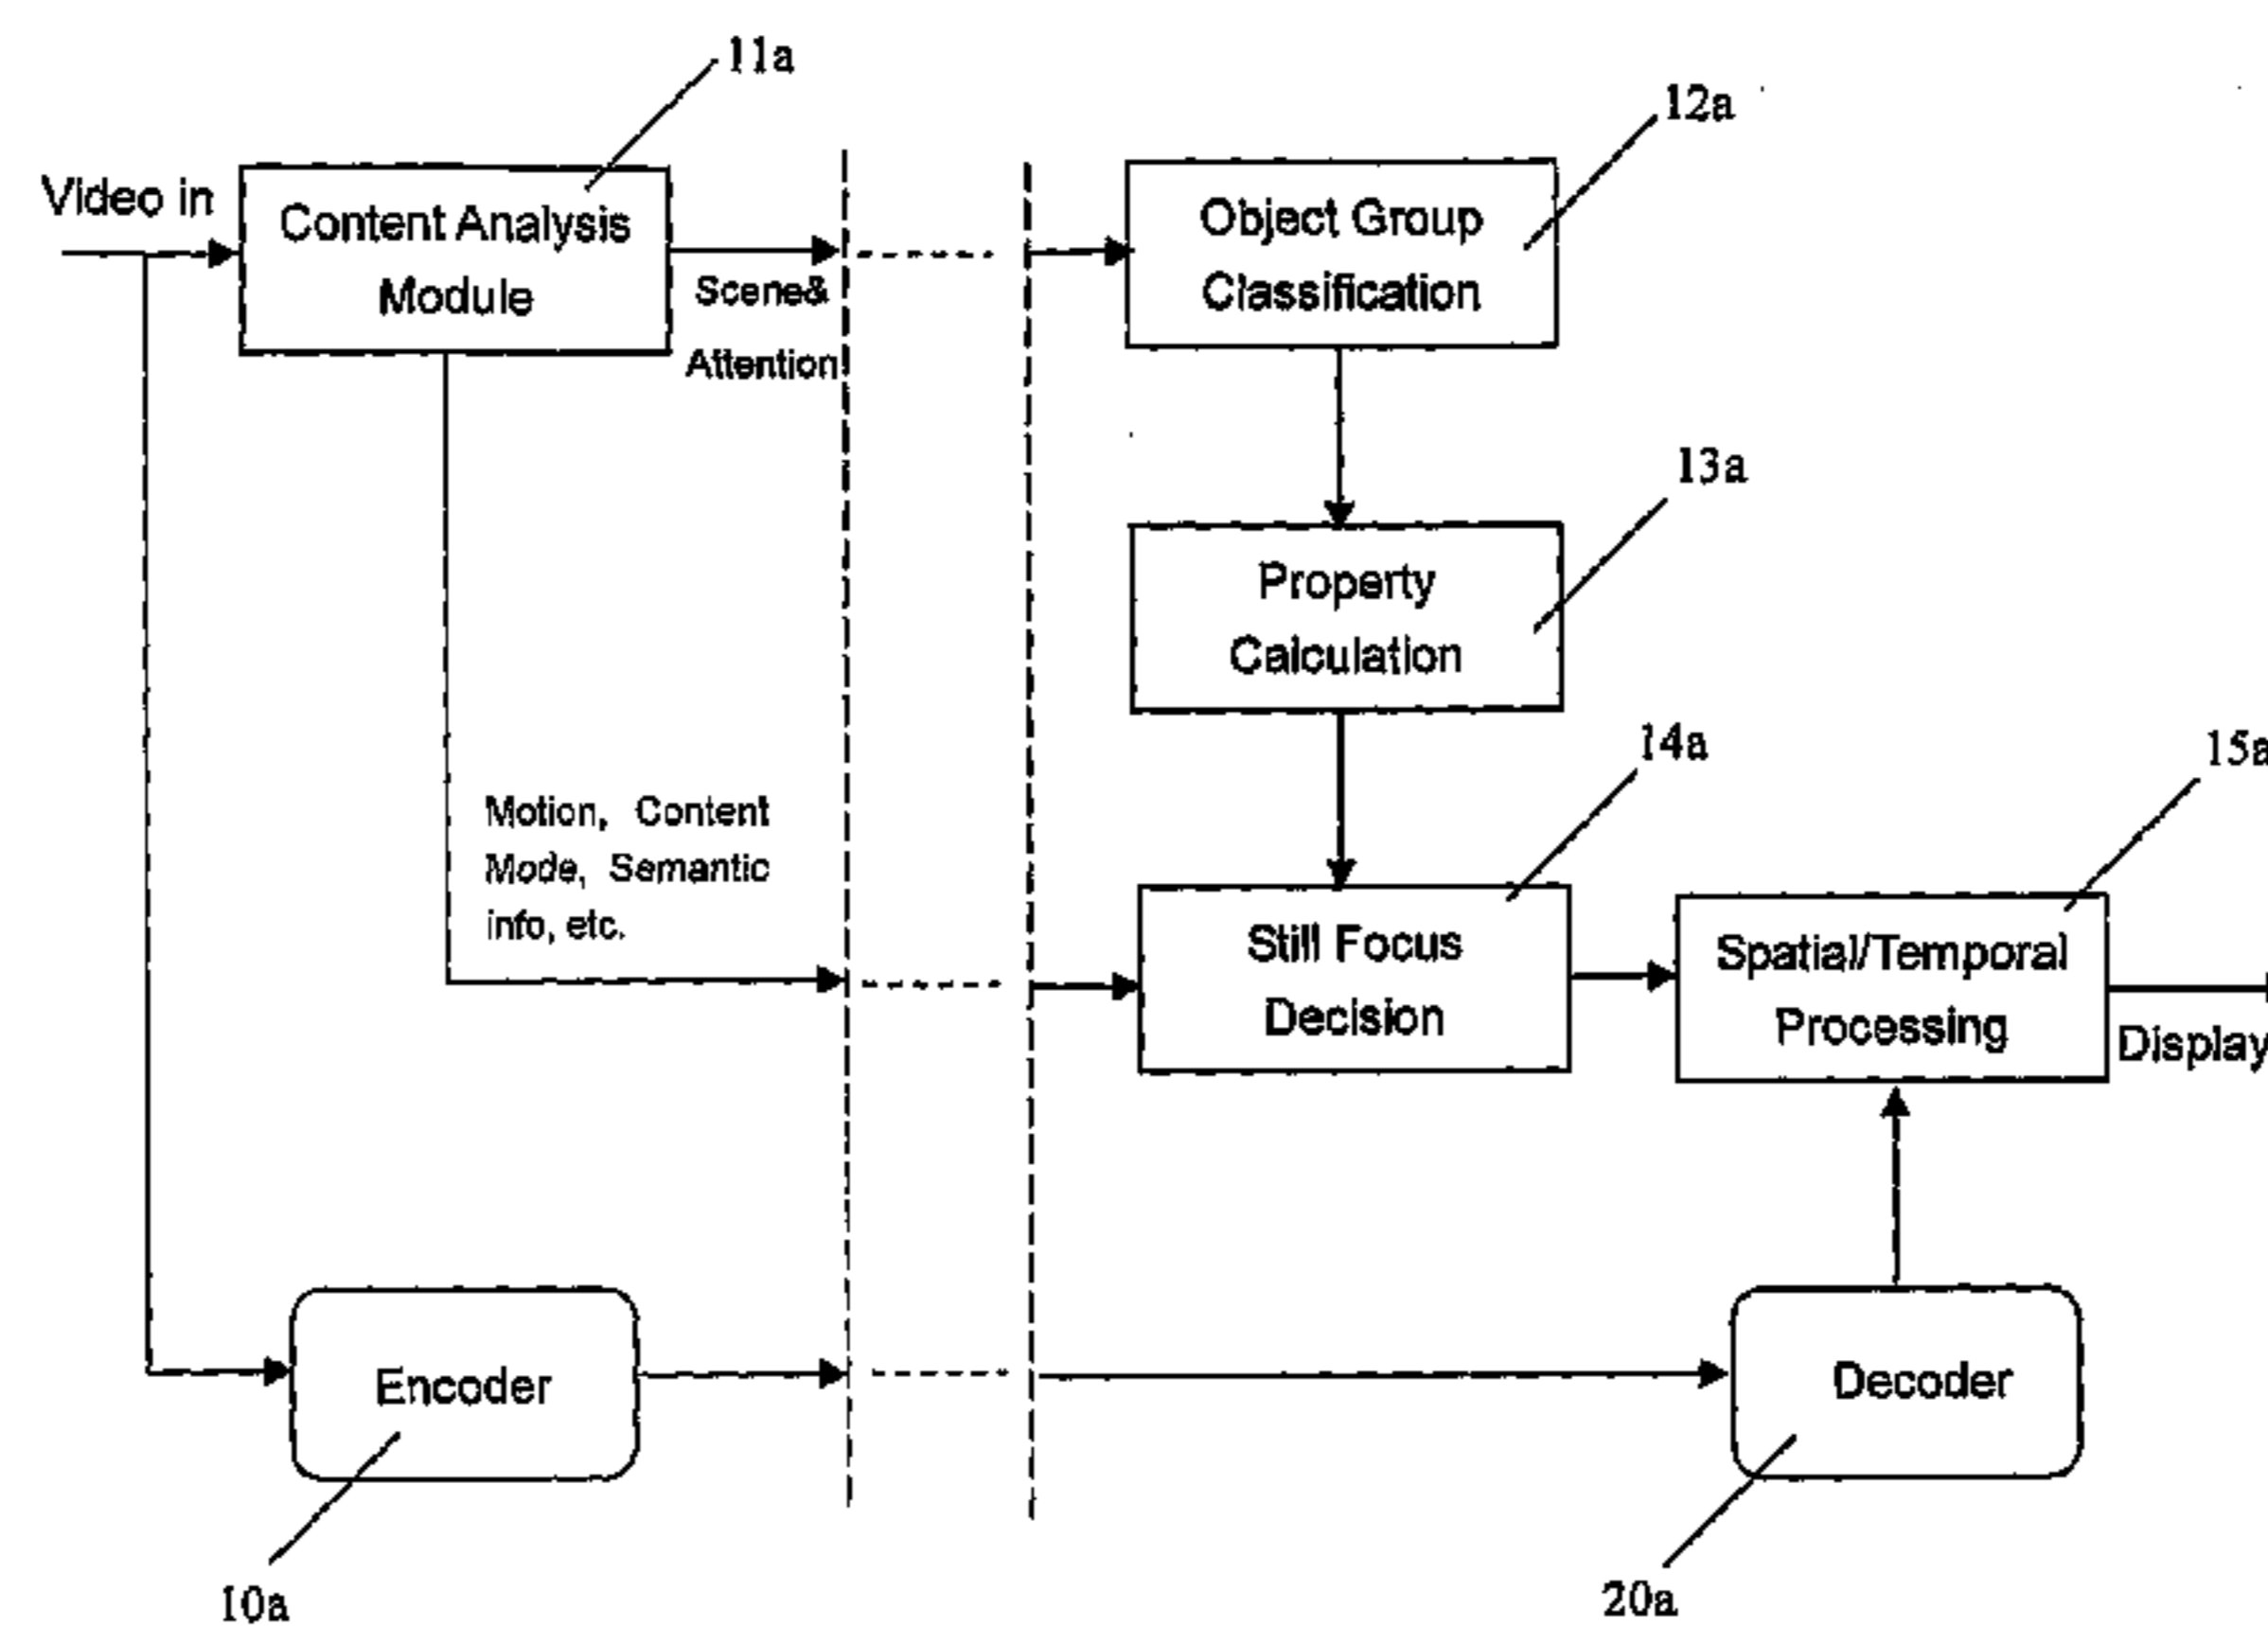 11a
12a
Video in
Content Analysis
Module
Scene&
Attention
Object Group
Classification
13a
Property
Calculation
14a
15a
Motion, Content
Mode, Semantic
info, etc.
Still Focus
Decision
Spatial/Temporal
Processing
Display
Encoder
Decoder
10a
20a